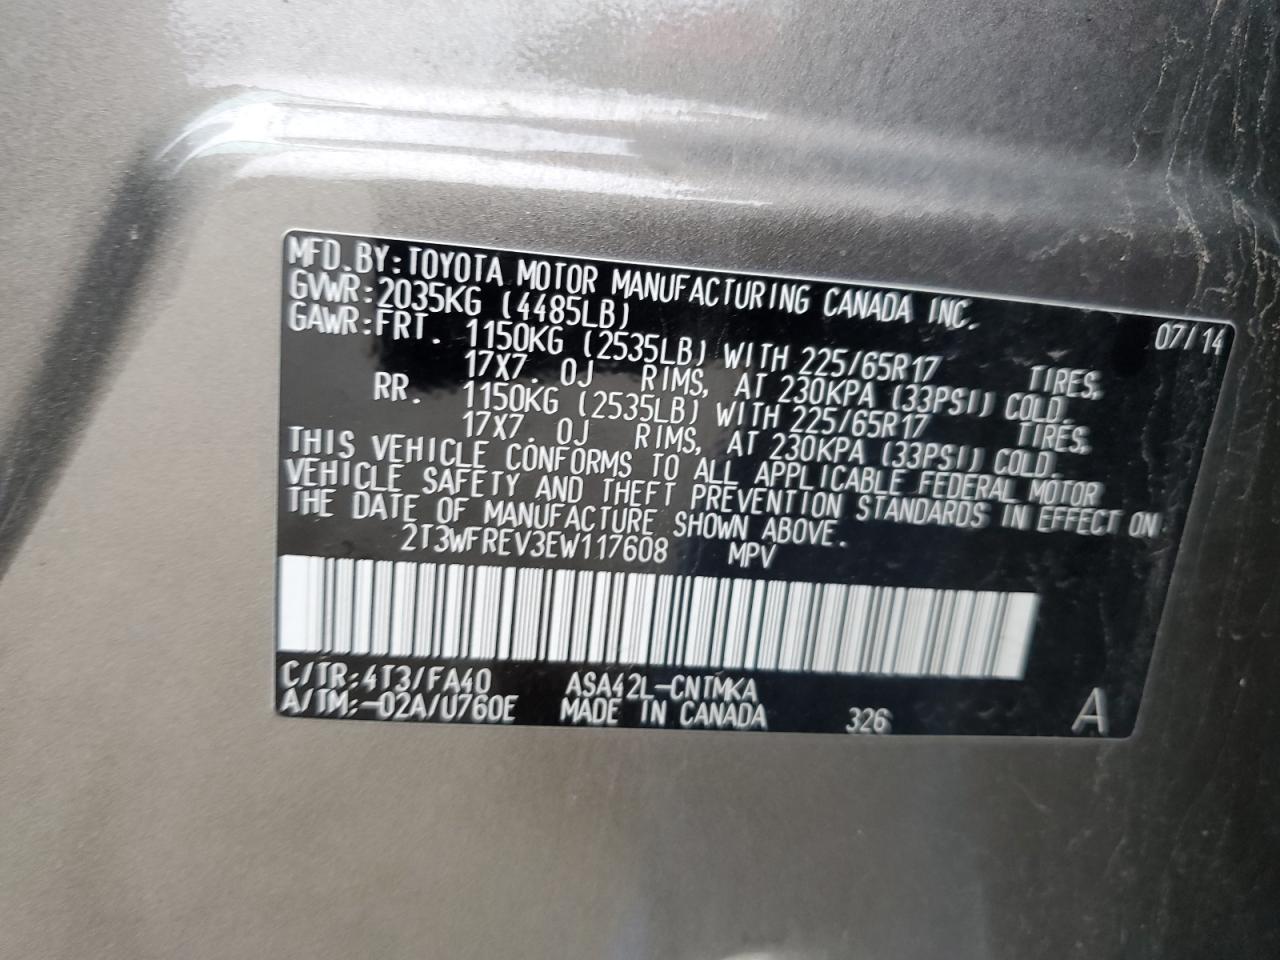 MFD.BY:TOYOTA MOTOR MANUFACTURING CANADA INC.
GVWR:2035KG (4485LB) 07/14
GAWR:FRT. 1150KG (2535LB) WITH 225/65R17 TIRES,
17X7.0J RIMS, AT 230KPA (33PSI) COLD.
RR. 1150KG (2535LB) WITH 225/65R17 TIRES,
17X7.0J RIMS, AT 230KPA (33PSI) COLD.
THIS VEHICLE CONFORMS TO ALL APPLICABLE FEDERAL MOTOR
VEHICLE SAFETY AND THEFT PREVENTION STANDARDS IN EFFECT ON
THE DATE OF MANUFACTURE SHOWN ABOVE.
2T3WFREV3EW117608 MPV
C/TR:4T3/FA40 ASA42L-CNTMKA
A/TM:-02A/U760E MADE IN CANADA 326 A